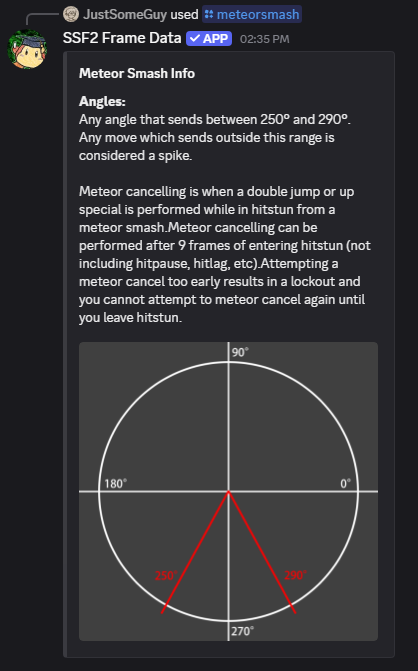 JustSomeGuy used meteorsmash
SSF2 Frame Data ✓ APP 02:35 PM
Meteor Smash Info
Angles:
Any angle that sends between 250º and 290º.
Any move which sends outside this range is
considered a spike.
Meteor cancelling is when a double jump or up
special is performed while in hitstun from a
meteor smash.Meteor cancelling can be
performed after 9 frames of entering hitstun (not
including hitpause, hitlag, etc).Attempting a
meteor cancel too early results in a lockout and
you cannot attempt to meteor cancel again until
you leave hitstun.
90°
180°
0°
250°
290°
270°